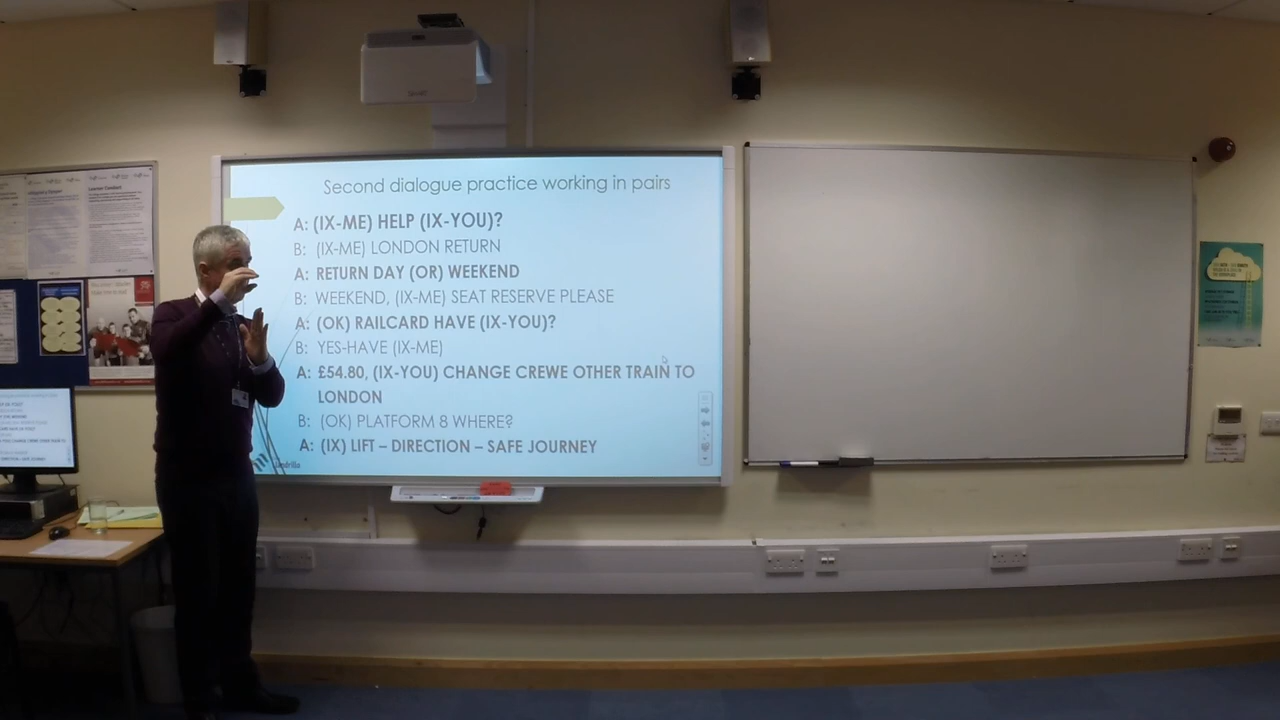 Second dialogue practice working in pairs
A: (IX-ME) HELP (IX-YOU)?
B: (IX-ME) LONDON RETURN
A: RETURN DAY (OR) WEEKEND
B: WEEKEND, (IX-ME) SEAT RESERVE PLEASE
A: (OK) RAILCARD HAVE (IX-YOU)?
B: YES-HAVE (IX-ME)
A: £54.80, (IX-YOU) CHANGE CREWE OTHER TRAIN TO
LONDON
B: (OK) PLATFORM 8 WHERE?
A: (IX) LIFT – DIRECTION – SAFE JOURNEY
Learner Conduct